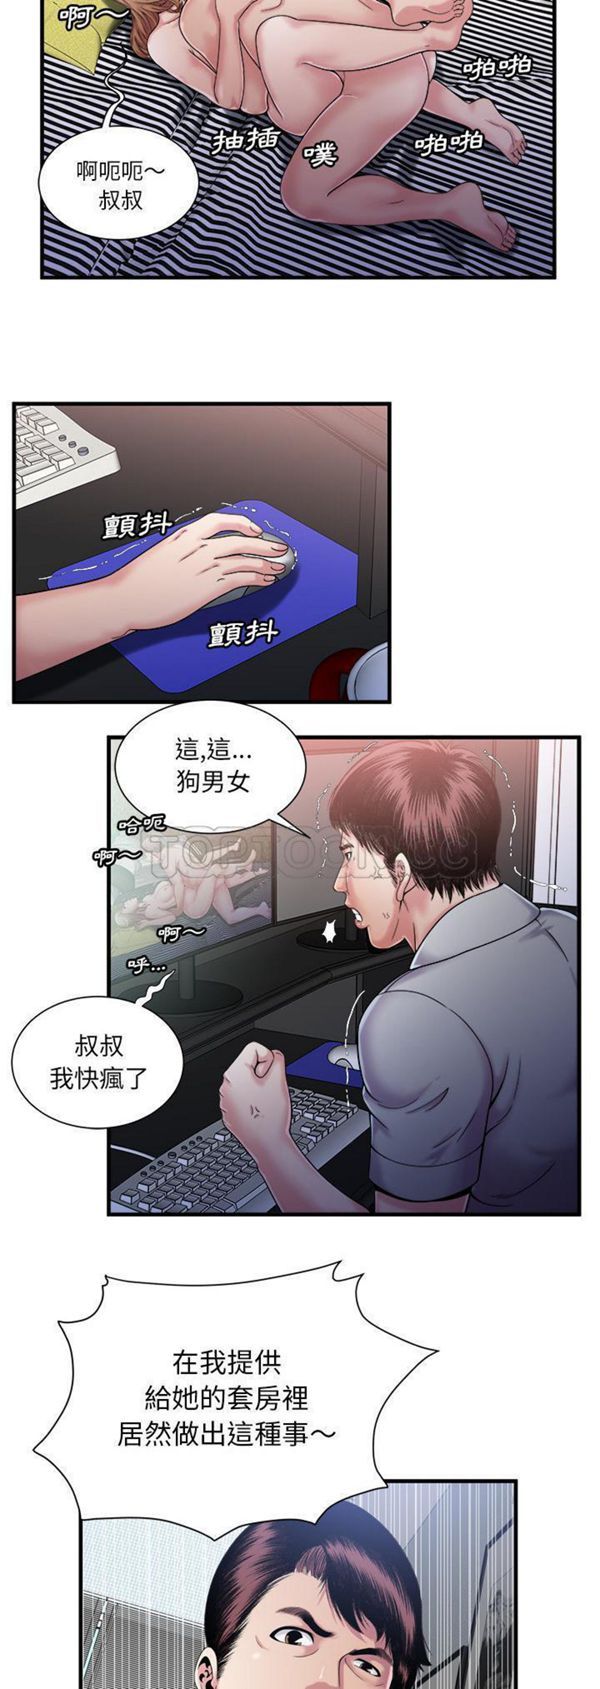 啊～
啪啪
抽插
噗
啪啪
啊呃呃～
叔叔
顫抖
顫抖
這,這...
狗男女
哈呃
啊～
TOPTOON.CC
啊～
呼...
叔叔
我快瘋了
在我提供
給她的套房裡
居然做出這種事～